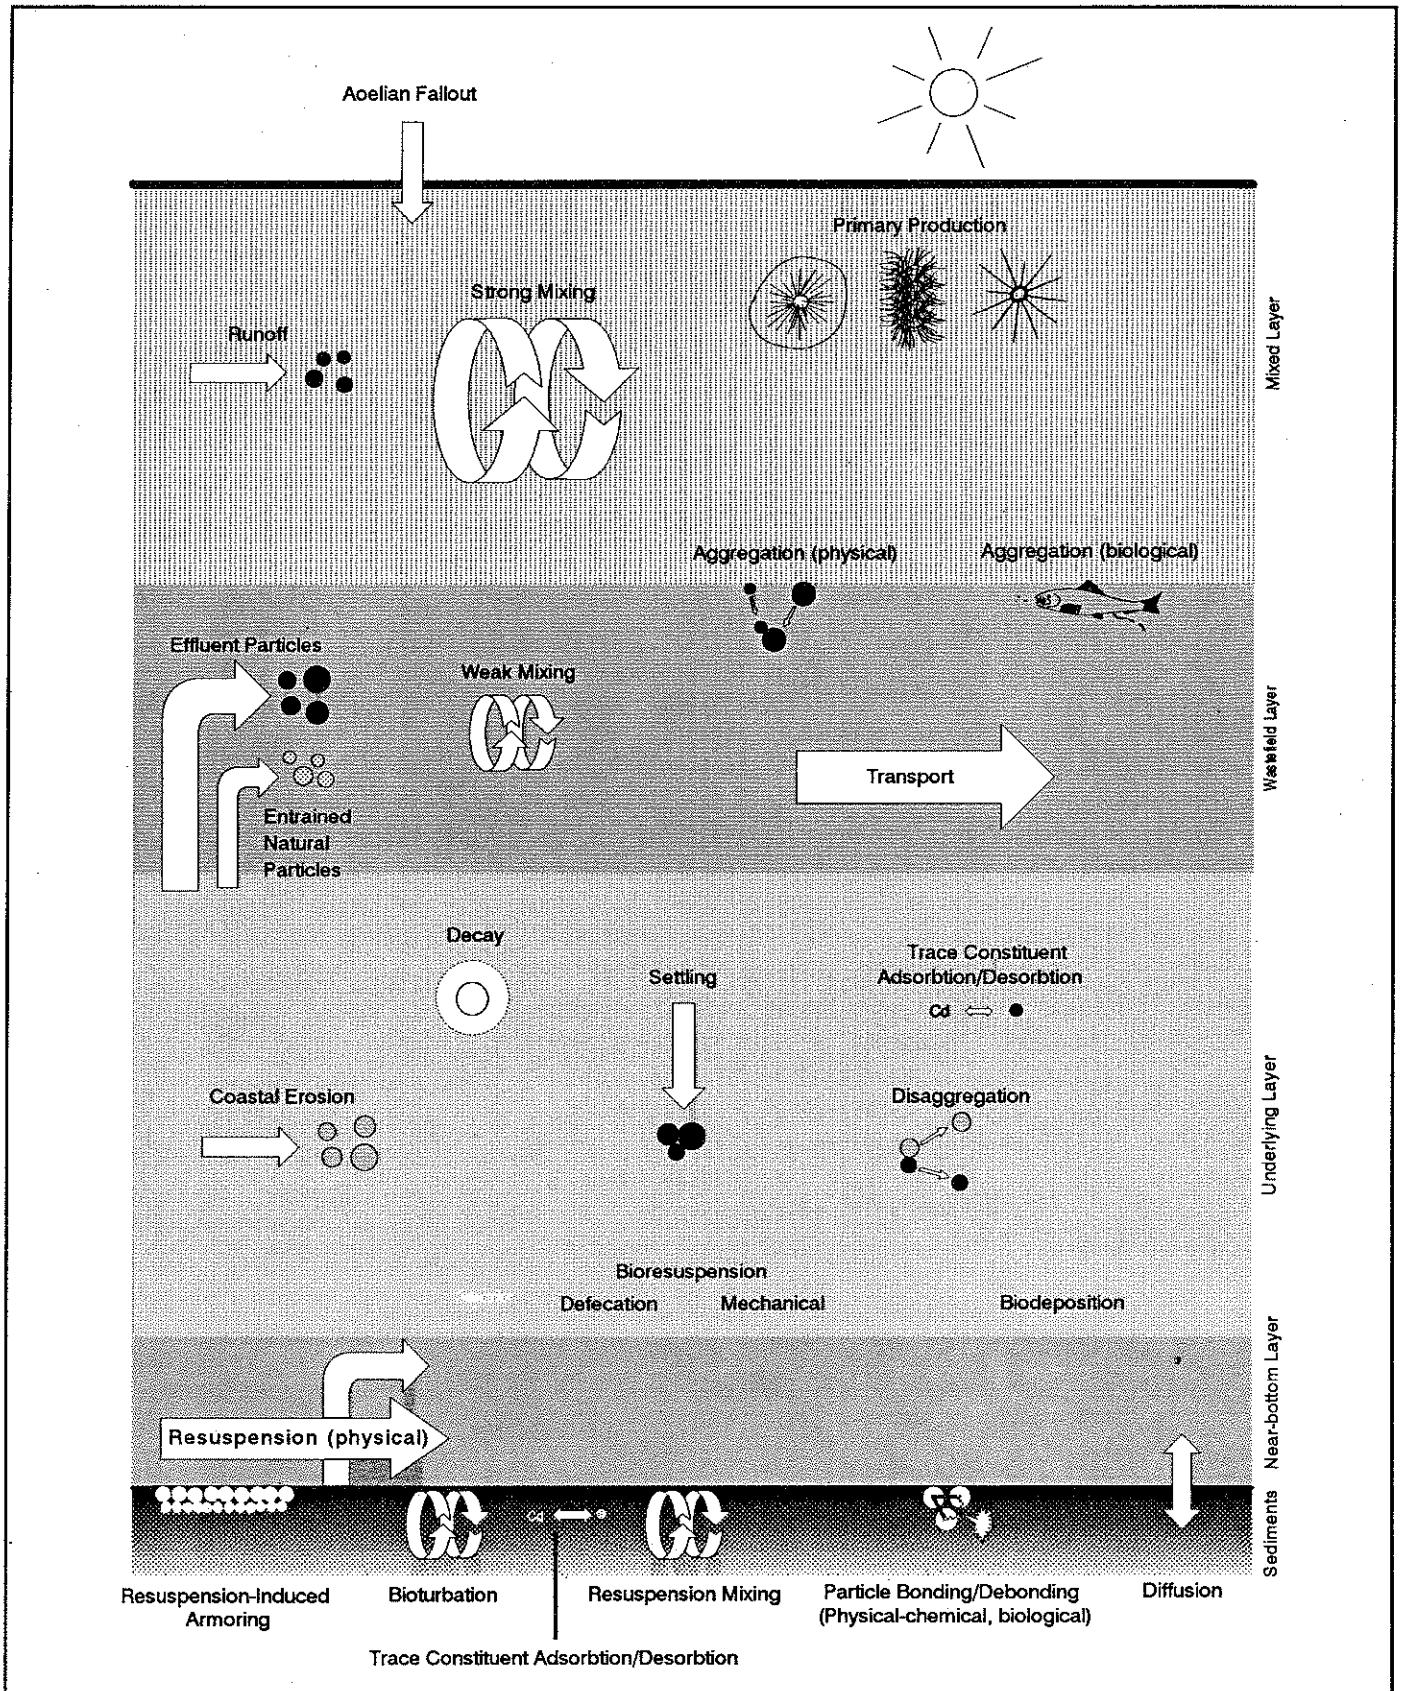 Aoelian Fallout
Primary Production
Strong Mixing
Runoff
Mixed Layer
Aggregation (physical)
Aggregation (biological)
Effluent Particles
Weak Mixing
Transport
Entrained
Natural
Particles
Wastefield Layer
Decay
Settling
Trace Constituent
Adsorbtion/Desorbtion
Cd
Coastal Erosion
Disaggregation
Underlying Layer
Bioresuspension
Defecation
Mechanical
Biodeposition
Resuspension (physical)
Near-bottom Layer
Cd
Sediments
Resuspension-Induced
Armoring
Bioturbation
Resuspension Mixing
Particle Bonding/Debonding
(Physical-chemical, biological)
Diffusion
Trace Constituent Adsorbtion/Desorbtion